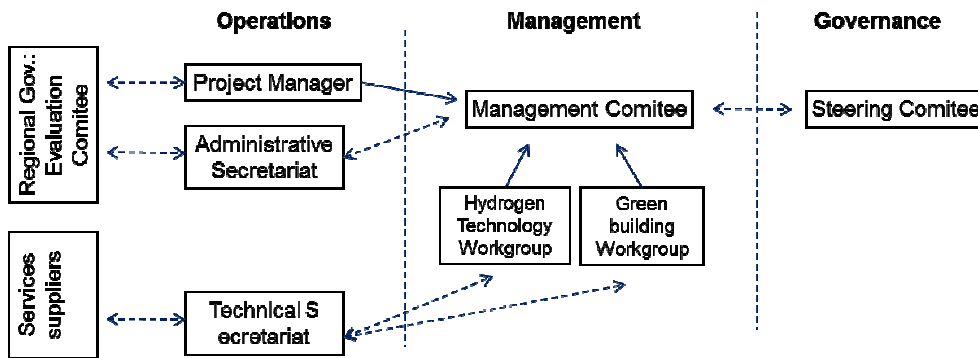 Operations
Management
Governance
Regional Gov.:
Evaluation
Comitee
Project Manager
Management Comitee
Steering Comitee
Administrative
Secretariat
Hydrogen
Technology
Workgroup
Green
building
Workgroup
Services
suppliers
Technical S
ecretariat